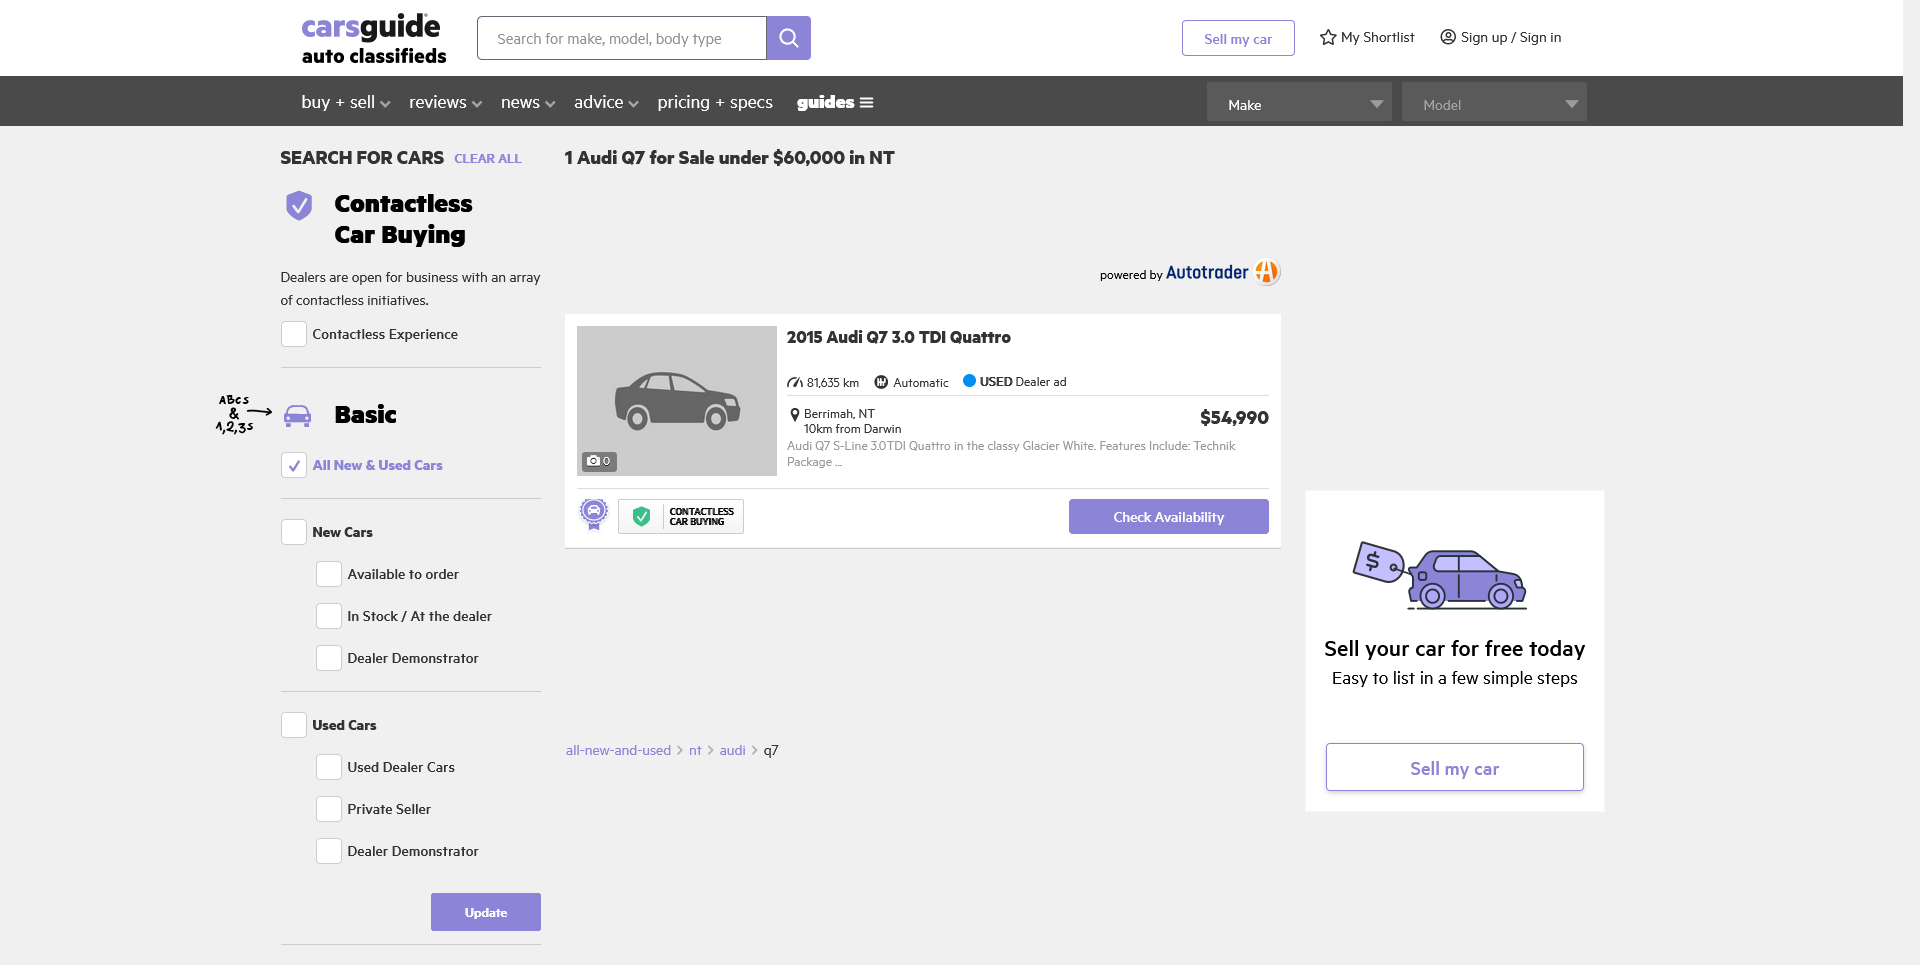 carsguide
auto classifieds
Search for make, model, body type
Sell my car
My Shortlist
Sign up / Sign in
buy + sell
reviews
news
advice
pricing + specs
guides
Make
Model
SEARCH FOR CARS
CLEAR ALL
1 Audi Q7 for Sale under $60,000 in NT
Contactless
Car Buying
Dealers are open for business with an array
of contactless initiatives.
Contactless Experience
ABCs
&
1,2,3s
Basic
All New & Used Cars
New Cars
Available to order
In Stock / At the dealer
Dealer Demonstrator
Used Cars
Used Dealer Cars
Private Seller
Dealer Demonstrator
Update
powered by Autotrader
2015 Audi Q7 3.0 TDI Quattro
81,635 km
Automatic
USED Dealer ad
Berrimah, NT
10km from Darwin
$54,990
Audi Q7 S-Line 3.0TDI Quattro in the classy Glacier White. Features Include: Technik
Package ...
0
CONTACTLESS
CAR BUYING
Check Availability
all-new-and-used > nt > audi > q7
$
Sell your car for free today
Easy to list in a few simple steps
Sell my car